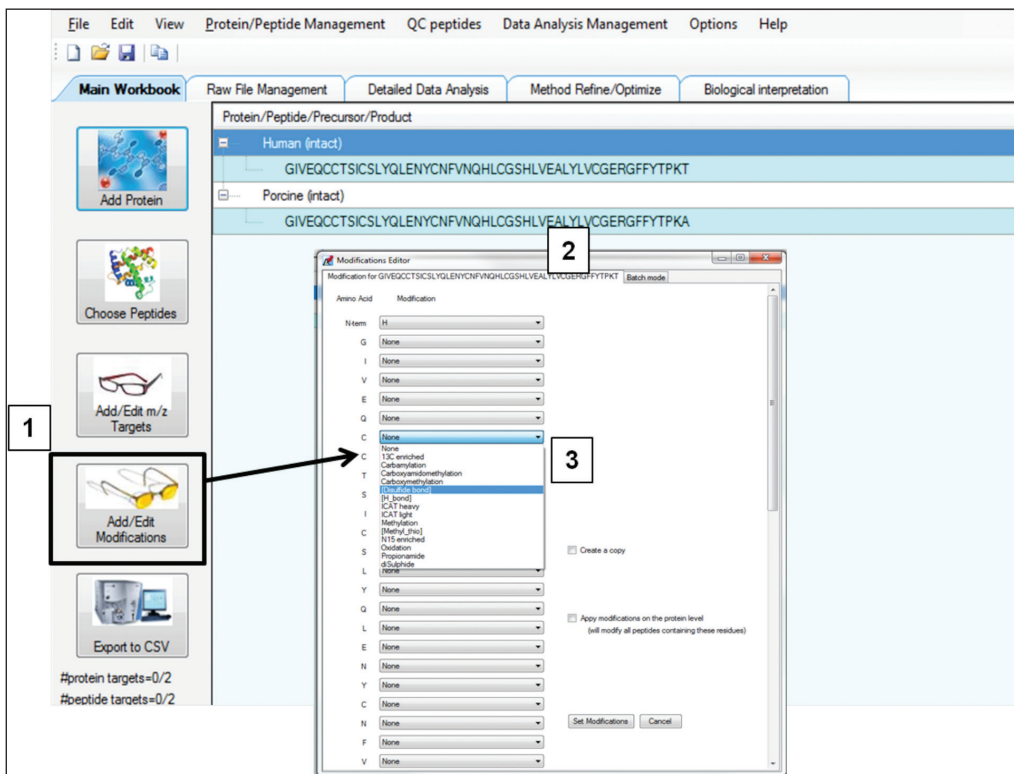 File Edit View Protein/Peptide Management QC peptides Data Analysis Management Options Help
Main Workbook Raw File Management Detailed Data Analysis Method Refine/Optimize Biological interpretation
Protein/Peptide/Precursor/Product
Human (intact)
GIVEQCCTSICSLYQLENYCNFVNQHLCGSHLVEALYLVCGERGFFYTPKT
Porcine (intact)
GIVEQCCTSICSLYQLENYCNFVNQHLCGSHLVEALYLVCGERGFFYTPKA
Add Protein
Choose Peptides
Add/Edit m/z
Targets
1
Add/Edit
Modifications
Export to CSV
#protein targets=0/2
#peptide targets=0/2
2
Modifications Editor
Modification for GIVEQCCTSICSLYQLENYCNFVNQHLCGSHLVEALYLVCGERGFFYTPKT Batch mode
Amino Acid Modification
N-term H
G None
I None
V None
E None
Q None
C None
3
None
C 13C enriched
Carbamylation
T Carboxyamidomethylation
Carboxymethylation
S [Disulfide bond]
[H_bond]
I ICAT heavy
ICAT light
Methylation
C [Methyl_thio]
N15 enriched
S Oxidation
Propionamide
diSulphide
L None
Y None
Q None
L None
E None
N None
Y None
C None
N None
F None
V None
Create a copy
Appy modifications on the protein level
(will modify all peptides containing these residues)
Set Modifications Cancel